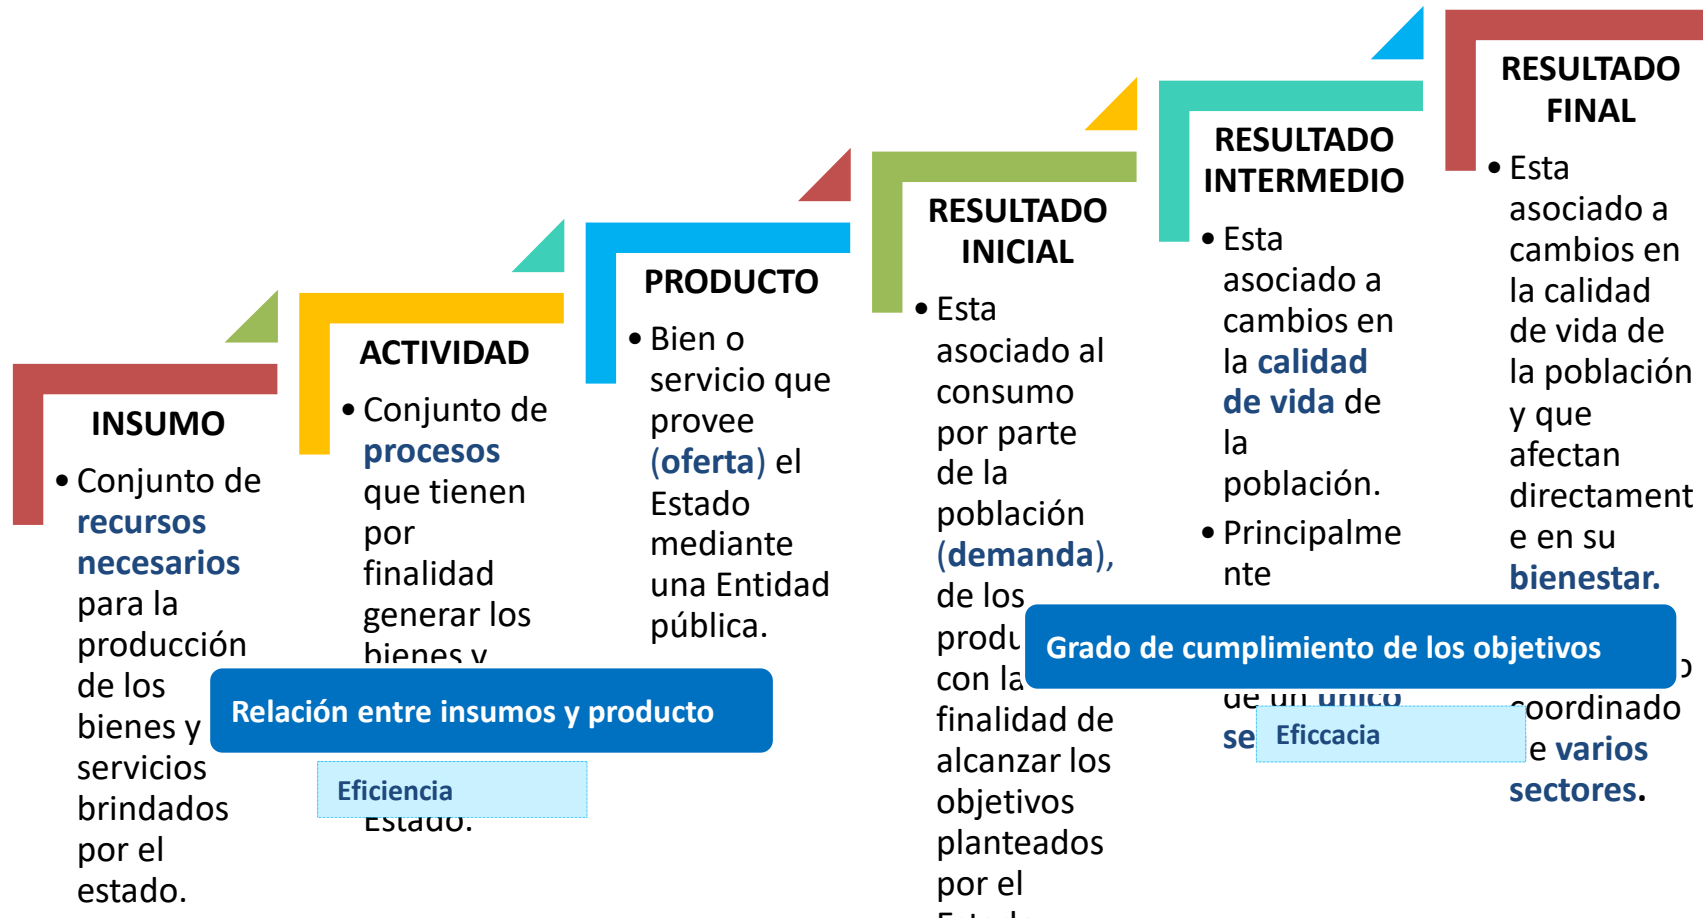 INSUMO
• Conjunto de
recursos
necesarios
para la
producción
de los
bienes y
servicios
brindados
por el
estado.
ACTIVIDAD
• Conjunto de
procesos
que tienen
por
finalidad
generar los
bienes y
Estado.
PRODUCTO
• Bien o
servicio que
provee
(oferta) el
Estado
mediante
una Entidad
pública.
Relación entre insumos y producto
Eficiencia
RESULTADO
INICIAL
• Esta
asociado al
consumo
por parte
de la
población
(demanda),
de los
con la
finalidad de
alcanzar los
objetivos
planteados
por el
RESULTADO
INTERMEDIO
• Esta
asociado a
cambios en
la calidad
de vida de
la
población.
• Principalme
nte
de un único
RESULTADO
FINAL
• Esta
asociado a
cambios en
la calidad
de vida de
la población
y que
afectan
directament
e en su
bienestar.
coordinado
varios
sectores.
Grado de cumplimiento de los objetivos
Eficcacia